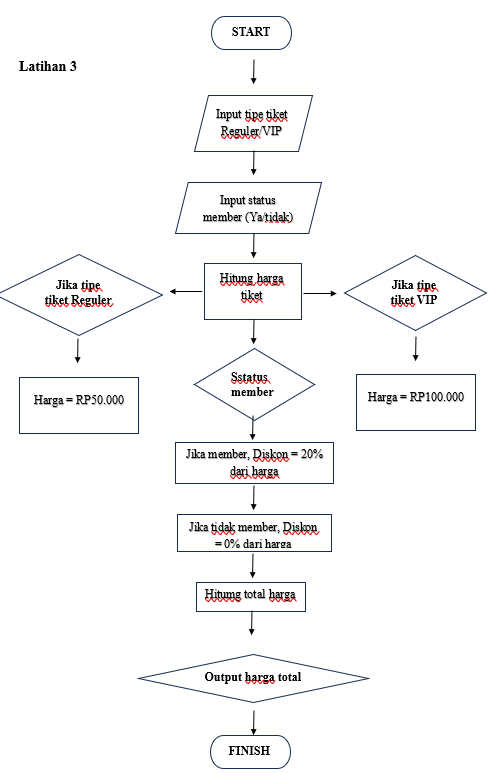 START
Latihan 3
Input tipe tiket
Reguler/VIP
Input status
member (Ya/tidak)
Jika tipe
tiket Reguler
Hitung harga
tiket
Jika tipe
tiket VIP
Harga = RP50.000
Sstatus
member
Harga = RP100.000
Jika member, Diskon = 20%
dari harga
Jika tidak member, Diskon
= 0% dari harga
Hitumg total harga
Output harga total
FINISH